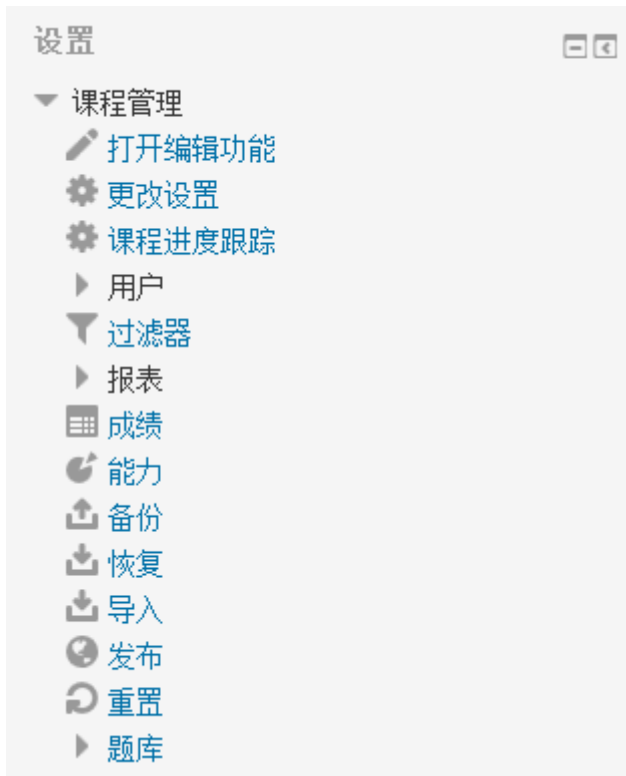 设置
课程管理
打开编辑功能
更改设置
课程进度跟踪
用户
过滤器
报表
成绩
能力
备份
恢复
导入
发布
重置
题库